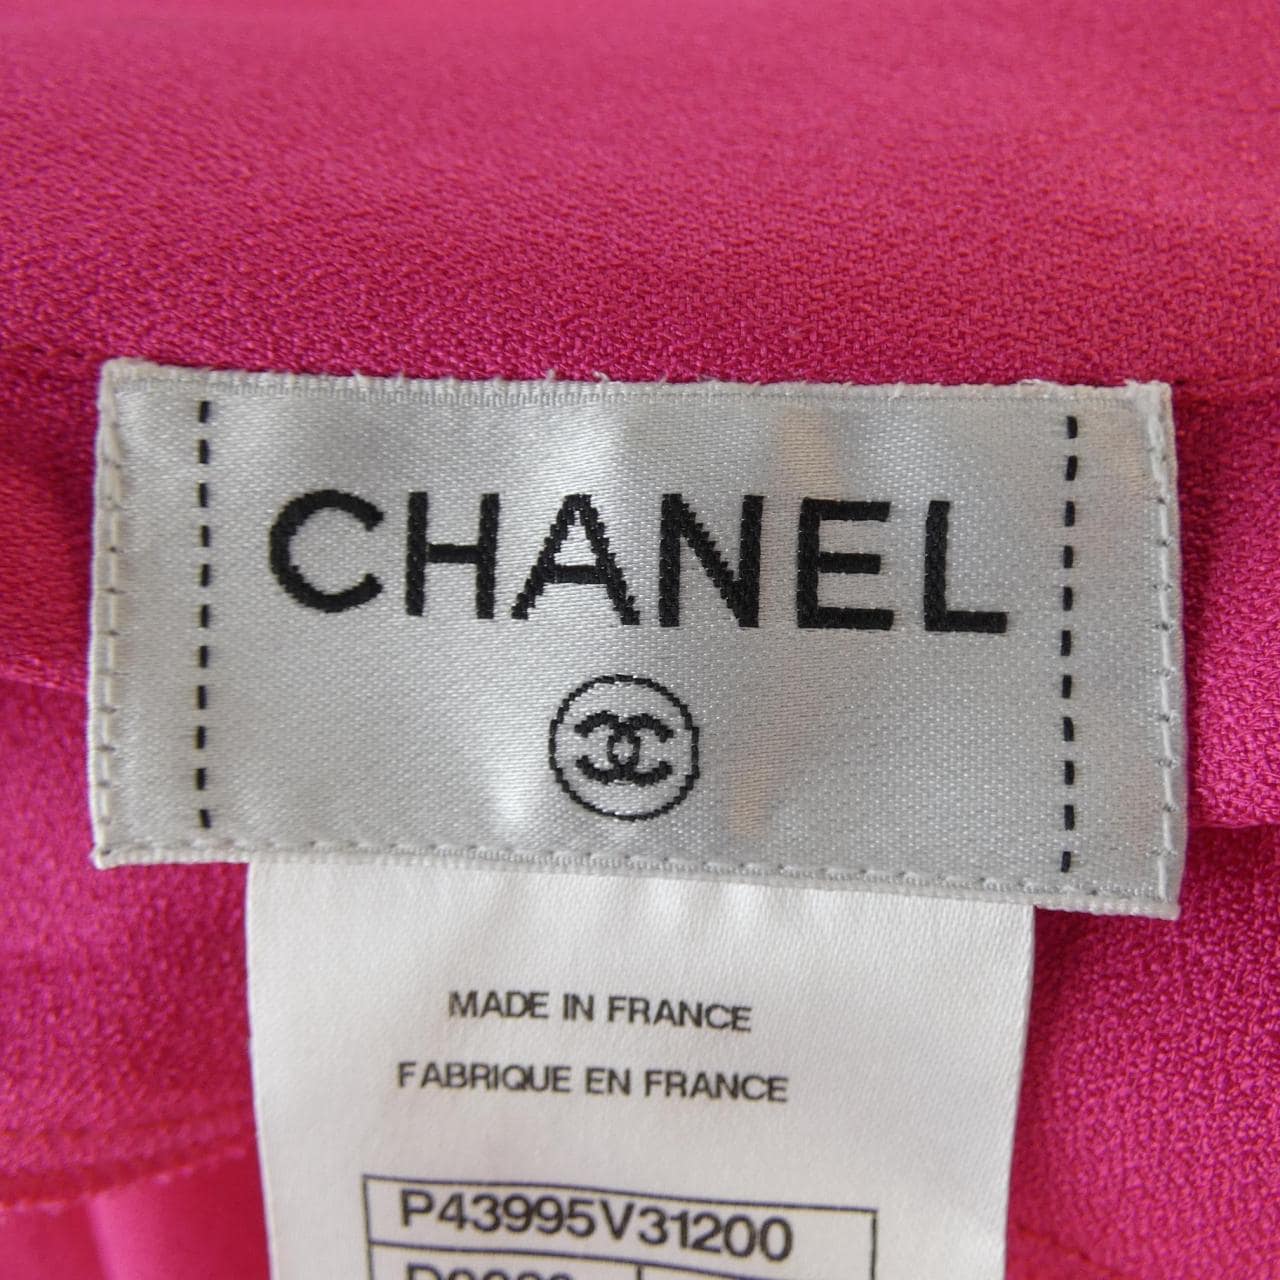 CHANEL
MADE IN FRANCE
FABRIQUE EN FRANCE
P43995V31200